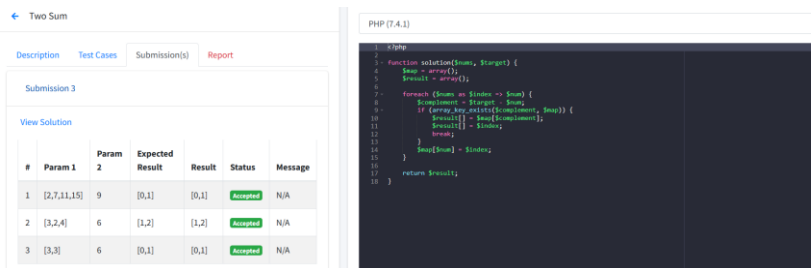 ← Two Sum
Description Test Cases Submission(s) Report
Submission 3
View Solution
# Param 1 Param 2 Expected Result Result Status Message
1 [2,7,11,15] 9 [0,1] [0,1] Accepted N/A
2 [3,2,4] 6 [1,2] [1,2] Accepted N/A
3 [3,3] 6 [0,1] [0,1] Accepted N/A
PHP (7.4.1)
1 <?php
2
3 function solution($nums, $target) {
4 $map = array();
5 $result = array();
6
7 foreach ($nums as $index => $num) {
8 $complement = $target - $num;
9 if (array_key_exists($complement, $map)) {
10 $result[] = $map[$complement];
11 $result[] = $index;
12 break;
13 }
14 $map[$num] = $index;
15 }
16
17 return $result;
18 }